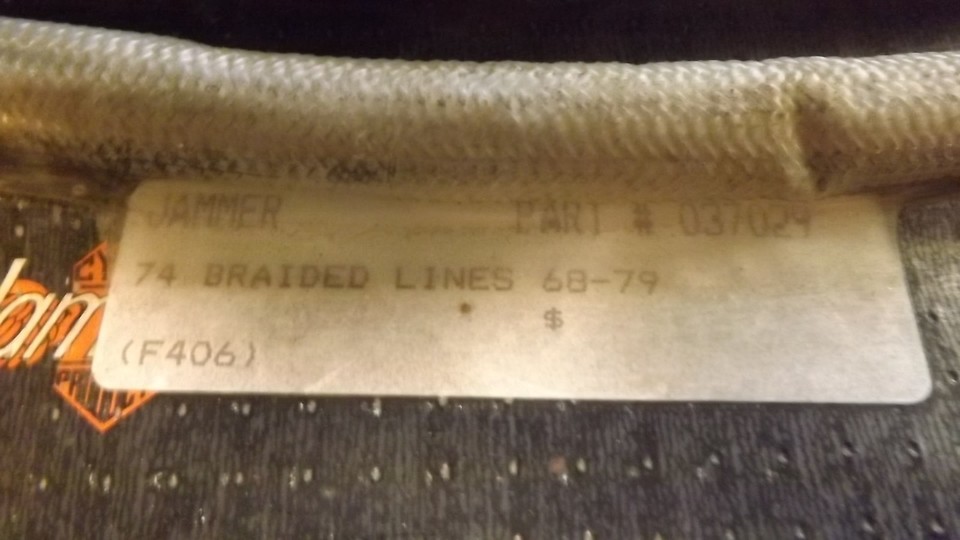 JAMMER PART # 037029
74 BRAIDED LINES 68-79
$
(F406)